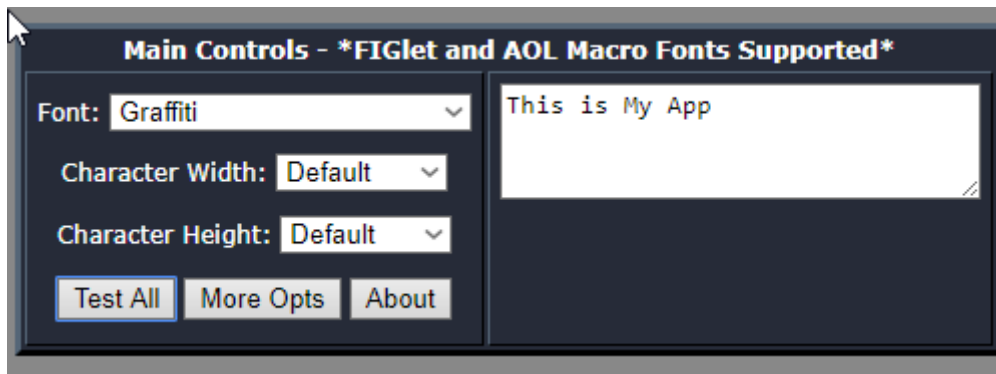 Main Controls - *FIGlet and AOL Macro Fonts Supported*
Font: Graffiti
This is My App
Character Width: Default
Character Height: Default
Test All More Opts About